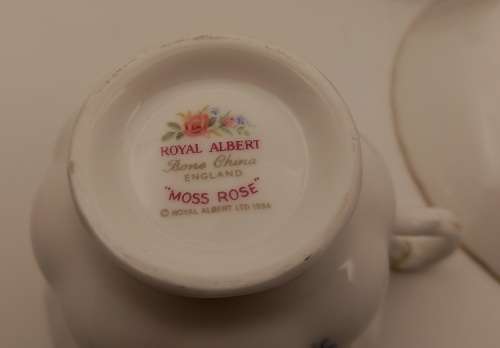 ROYAL ALBERT
Bone China
ENGLAND
"MOSS ROSE"
© ROYAL ALBERT LTD 1956